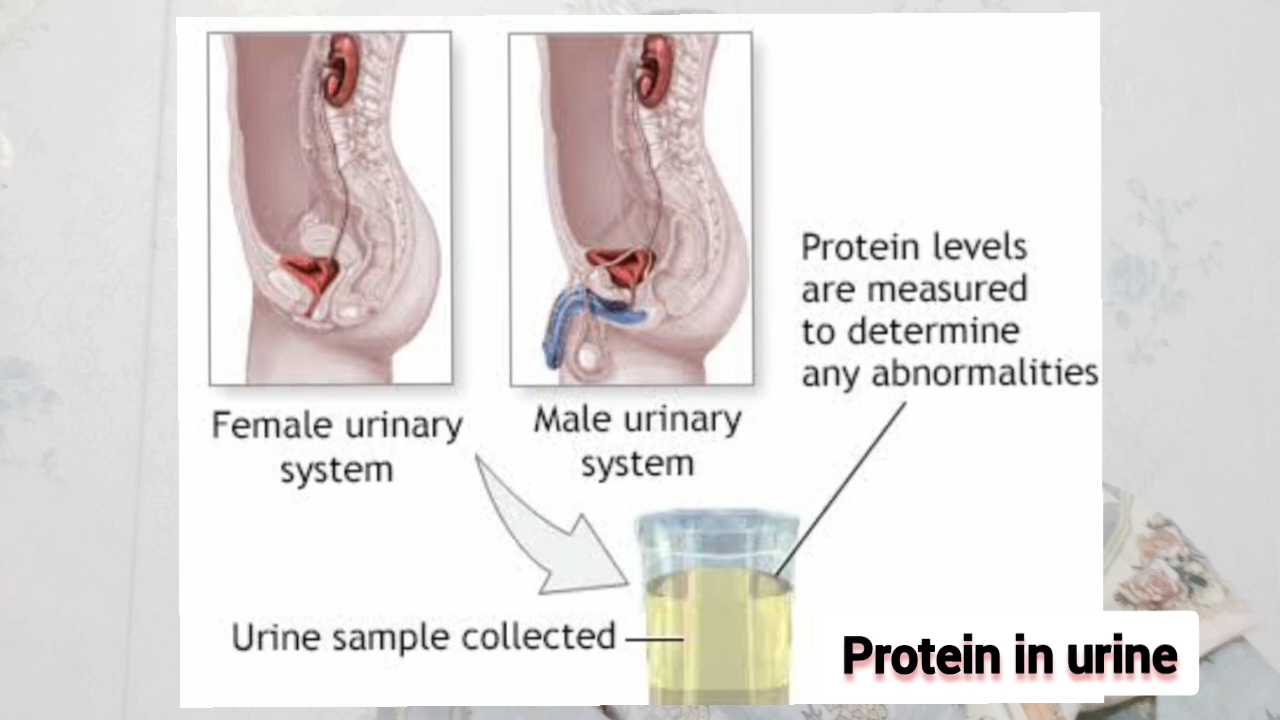 Female urinary
system
Male urinary
system
Protein levels
are measured
to determine
any abnormalities
Urine sample collected
Protein in urine